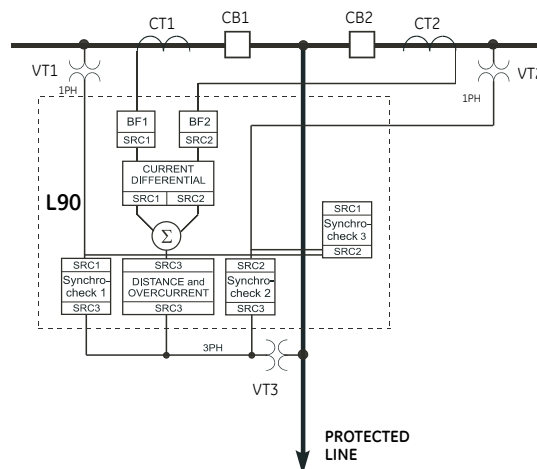 CT1
CB1
CB2
CT2
VT1
VT2
1PH
1PH
BF1
SRC1
BF2
SRC2
CURRENT
DIFFERENTIAL
SRC1
SRC2
L90
Σ
SRC1
Synchro-
check 3
SRC2
SRC1
Synchro-
check 1
SRC3
SRC3
DISTANCE and
OVERCURRENT
SRC3
SRC2
Synchro-
check 2
SRC3
3PH
VT3
PROTECTED
LINE